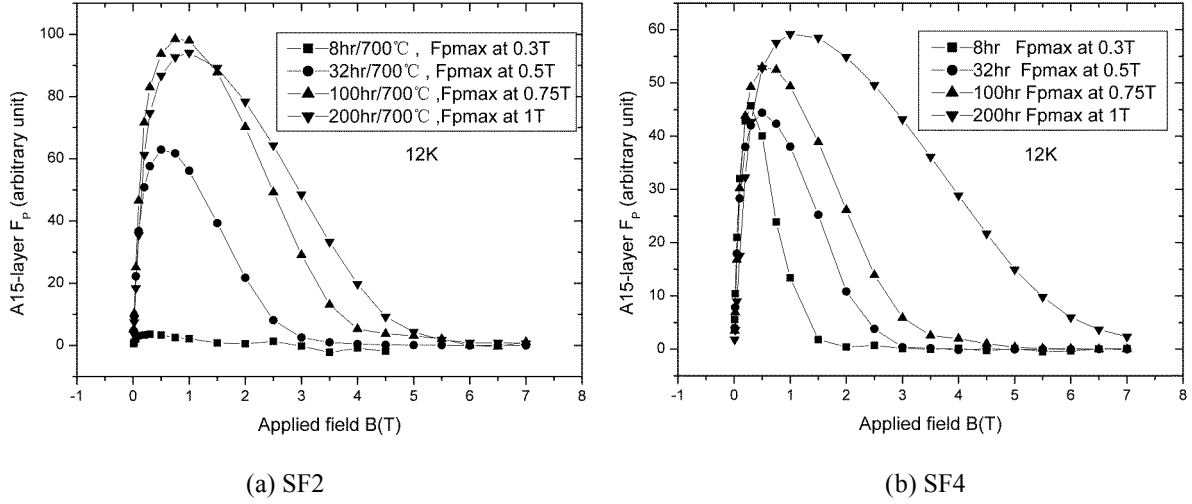 100
80
60
40
20
0
A15-layer Fₚ (arbitrary unit)
8hr/700℃ , Fpmax at 0.3T
32hr/700℃ , Fpmax at 0.5T
100hr/700℃ ,Fpmax at 0.75T
200hr/700℃ ,Fpmax at 1T
12K
-1 0 1 2 3 4 5 6 7 8
Applied field B(T)
(a) SF2
60
50
40
30
20
10
0
A15-layer Fₚ (arbitrary unit)
8hr Fpmax at 0.3T
32hr Fpmax at 0.5T
100hr Fpmax at 0.75T
200hr Fpmax at 1T
12K
-1 0 1 2 3 4 5 6 7 8
Applied field B(T)
(b) SF4